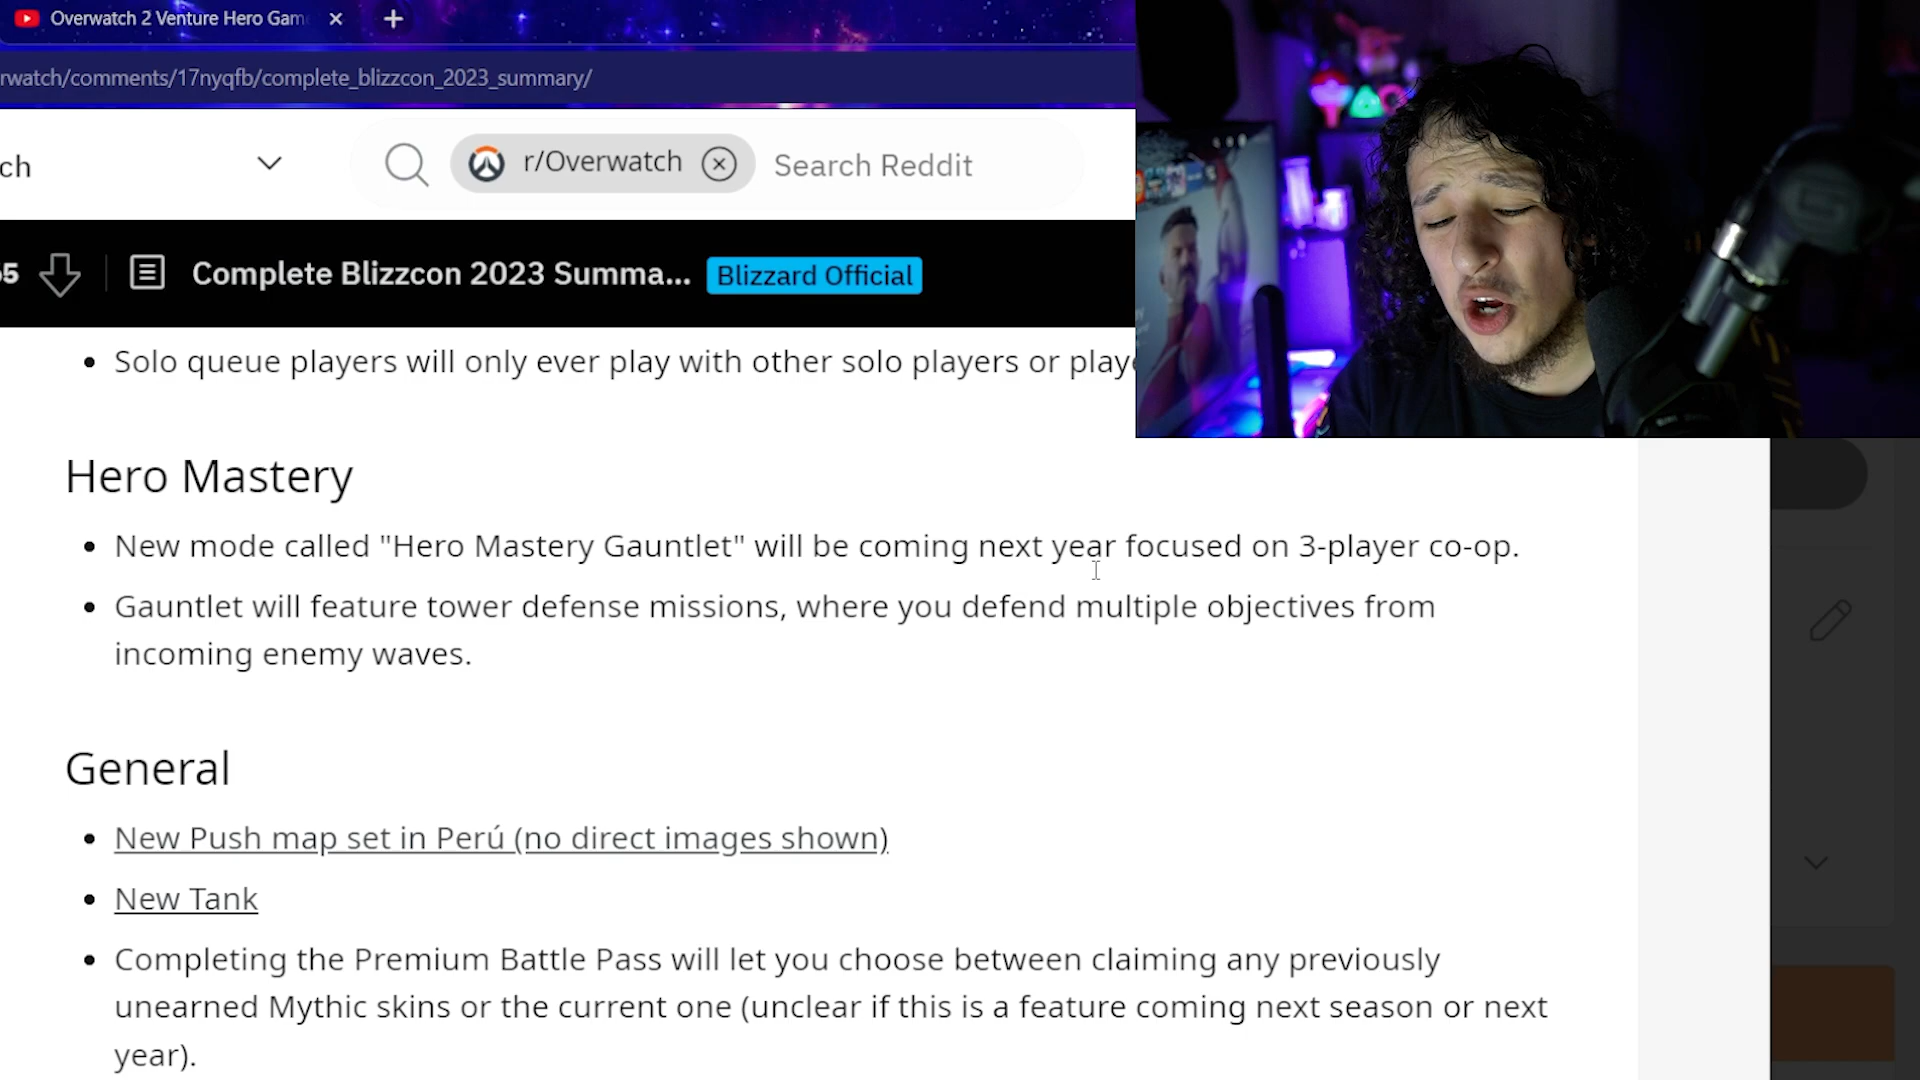 Overwatch 2 Venture Hero Gam
rwatch/comments/17nyqfb/complete_blizzcon_2023_summary/
ch
r/Overwatch
Search Reddit
Complete Blizzcon 2023 Summa...
Blizzard Official
Solo queue players will only ever play with other solo players or
Hero Mastery
New mode called "Hero Mastery Gauntlet" will be coming next year focused on 3-player co-op.
Gauntlet will feature tower defense missions, where you defend multiple objectives from
incoming enemy waves.
General
New Push map set in Perú (no direct images shown)
New Tank
Completing the Premium Battle Pass will let you choose between claiming any previously
unearned Mythic skins or the current one (unclear if this is a feature coming next season or next
year).